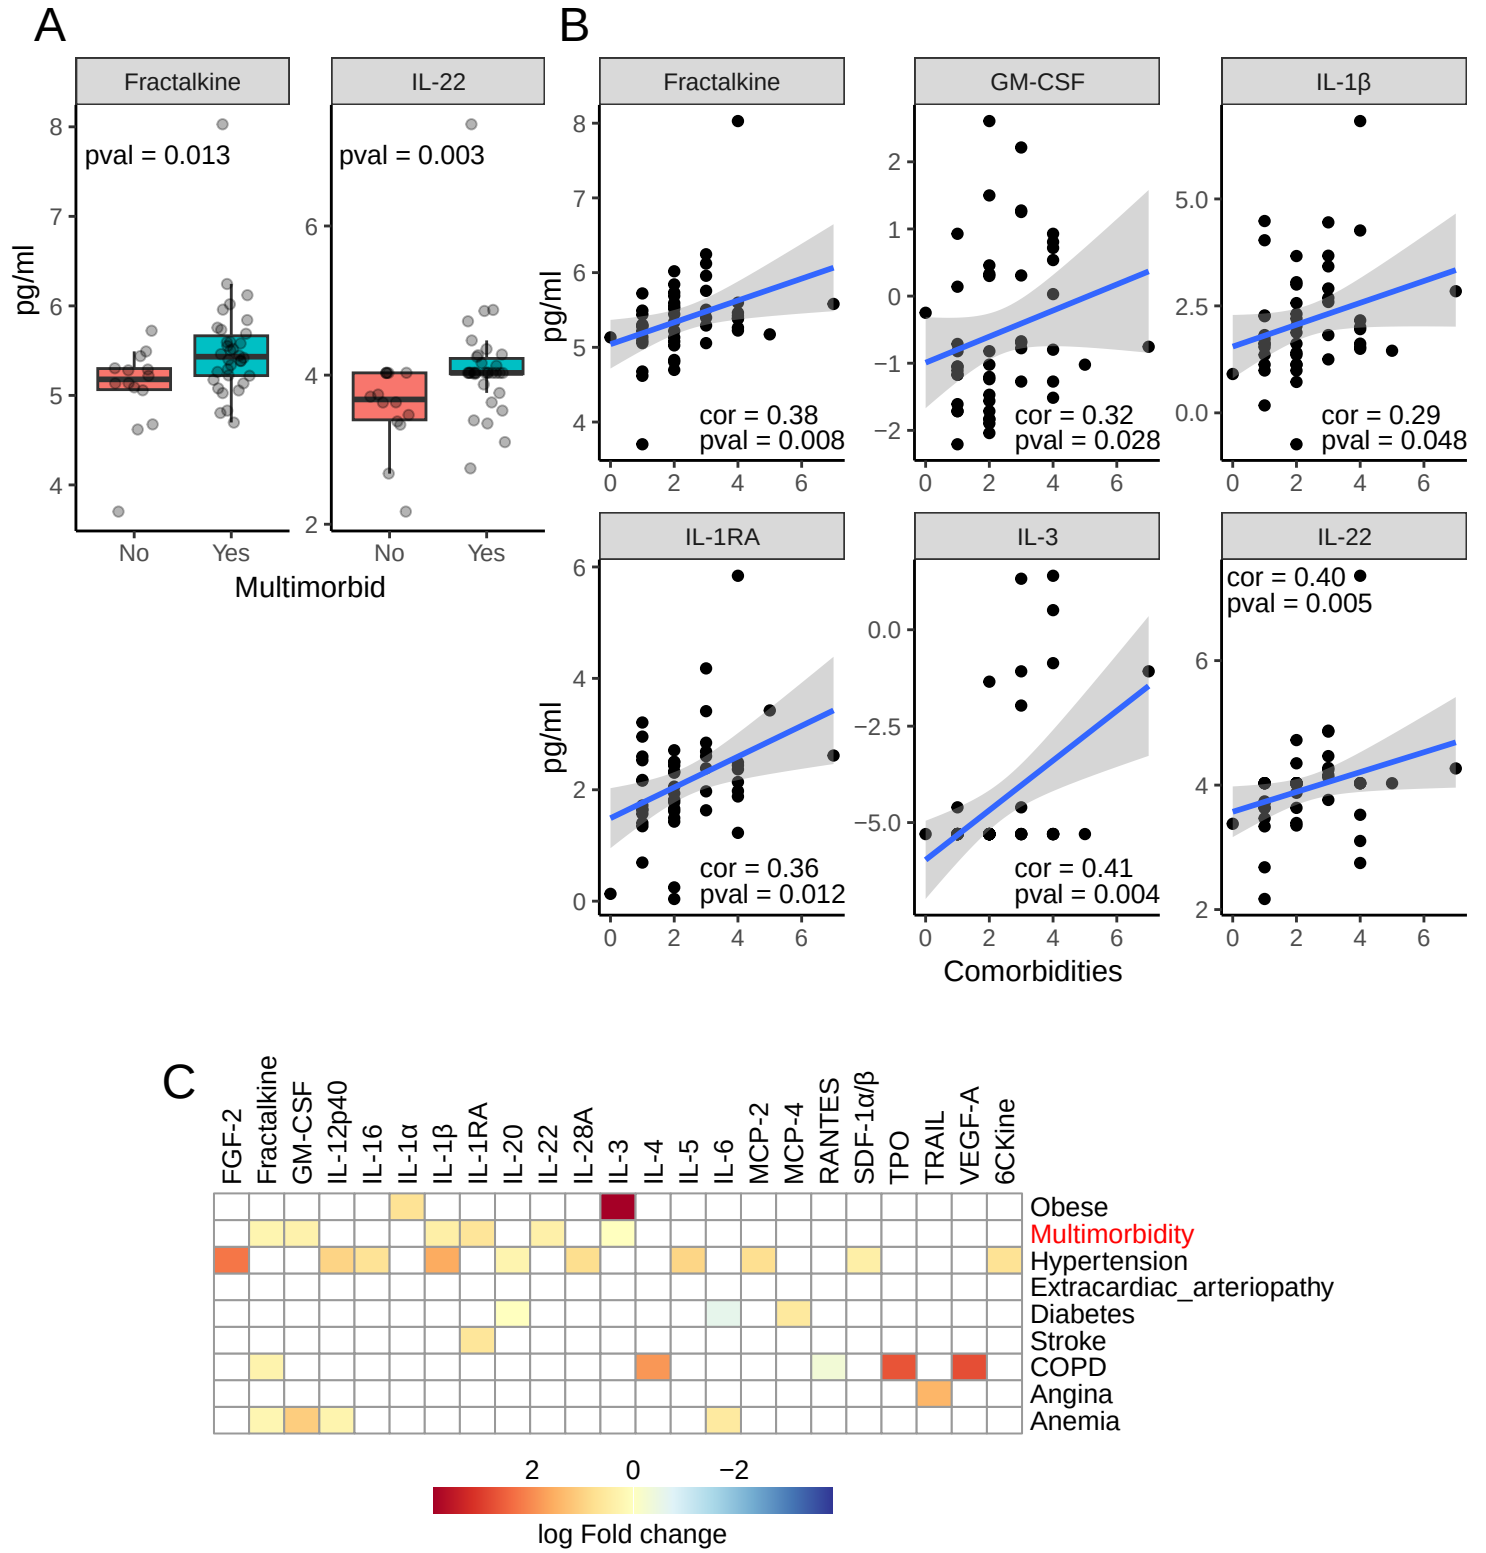 A
Fractalkine
IL-22
8
7
6
5
4
pg/ml
pval = 0.013
6
4
2
pval = 0.003
No
Yes
No
Yes
Multimorbid
B
Fractalkine
GM-CSF
IL-1β
8
7
6
5
4
pg/ml
cor = 0.38
pval = 0.008
0 2 4 6
2
1
0
−1
−2
cor = 0.32
pval = 0.028
0 2 4 6
5.0
2.5
0.0
cor = 0.29
pval = 0.048
0 2 4 6
IL-1RA
IL-3
IL-22
6
4
2
0
pg/ml
cor = 0.36
pval = 0.012
0 2 4 6
0.0
−2.5
−5.0
cor = 0.41
pval = 0.004
0 2 4 6
cor = 0.40
pval = 0.005
6
4
2
0 2 4 6
Comorbidities
C
FGF-2
Fractalkine
GM-CSF
IL-12p40
IL-16
IL-1α
IL-1β
IL-1RA
IL-20
IL-22
IL-28A
IL-3
IL-4
IL-5
IL-6
MCP-2
MCP-4
RANTES
SDF-1α/β
TPO
TRAIL
VEGF-A
6CKine
Obese
Multimorbidity
Hypertension
Extracardiac_arteriopathy
Diabetes
Stroke
COPD
Angina
Anemia
2 0 −2
log Fold change